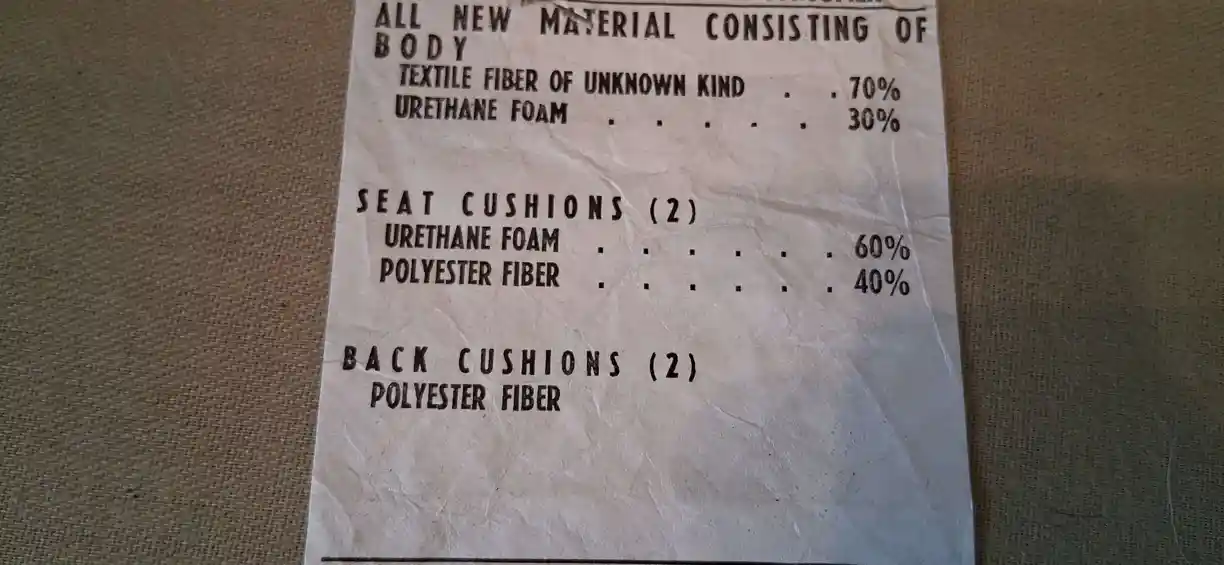 ALL NEW MATERIAL CONSISTING OF
BODY
TEXTILE FIBER OF UNKNOWN KIND . . 70%
URETHANE FOAM . . . . . 30%
SEAT CUSHIONS (2)
URETHANE FOAM . . . . . . 60%
POLYESTER FIBER . . . . . . 40%
BACK CUSHIONS (2)
POLYESTER FIBER